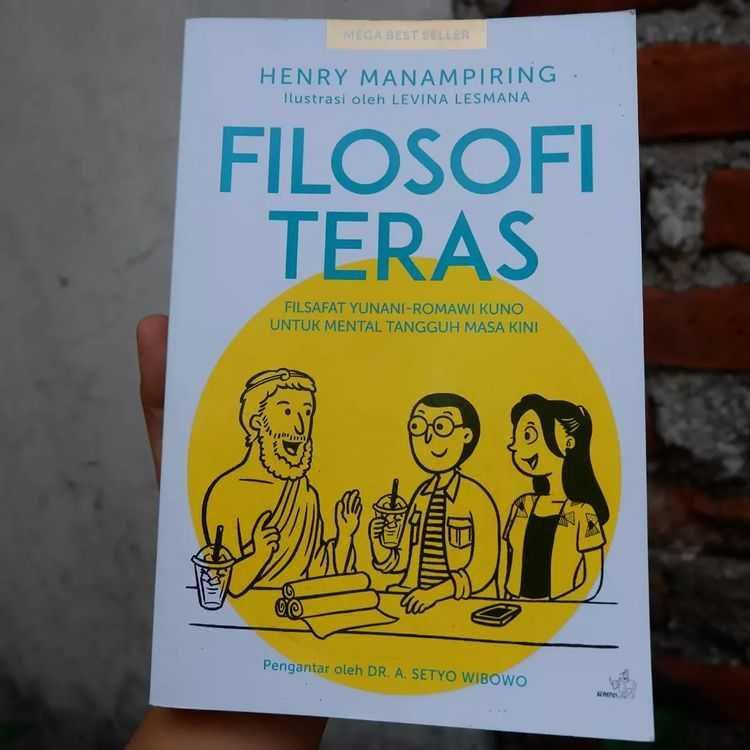 MEGA BEST SELLER
HENRY MANAMPIRING
Ilustrasi oleh LEVINA LESMANA
FILOSOFI
TERAS
FILSAFAT YUNANI-ROMAWI KUNO
UNTUK MENTAL TANGGUH MASA KINI
Pengantar oleh DR. A. SETYO WIBOWO